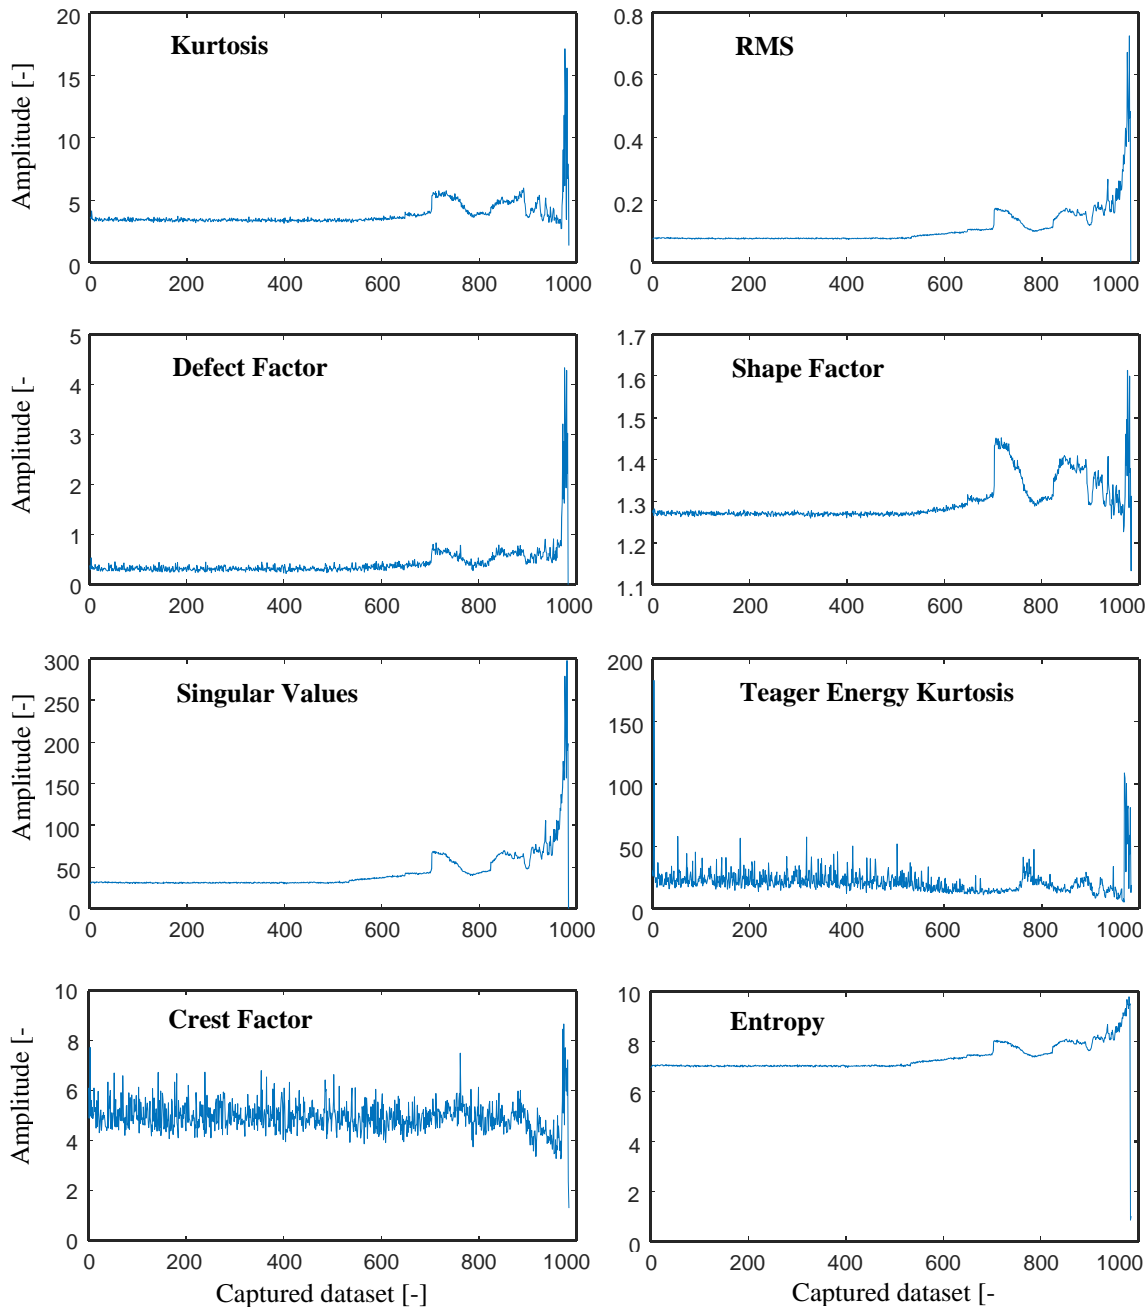 Kurtosis
Amplitude [-]
20
15
10
5
0
0 200 400 600 800 1000
RMS
0.8
0.6
0.4
0.2
0
0 200 400 600 800 1000
Defect Factor
Amplitude [-
5
4
3
2
1
0
0 200 400 600 800 1000
Shape Factor
1.7
1.6
1.5
1.4
1.3
1.2
1.1
0 200 400 600 800 1000
Singular Values
Amplitude [-]
300
250
200
150
100
50
0
0 200 400 600 800 1000
Teager Energy Kurtosis
200
150
100
50
0
0 200 400 600 800 1000
Crest Factor
Amplitude [-
10
8
6
4
2
0
0 200 400 600 800 1000
Captured dataset [-]
Entropy
10
8
6
4
2
0
0 200 400 600 800 1000
Captured dataset [-